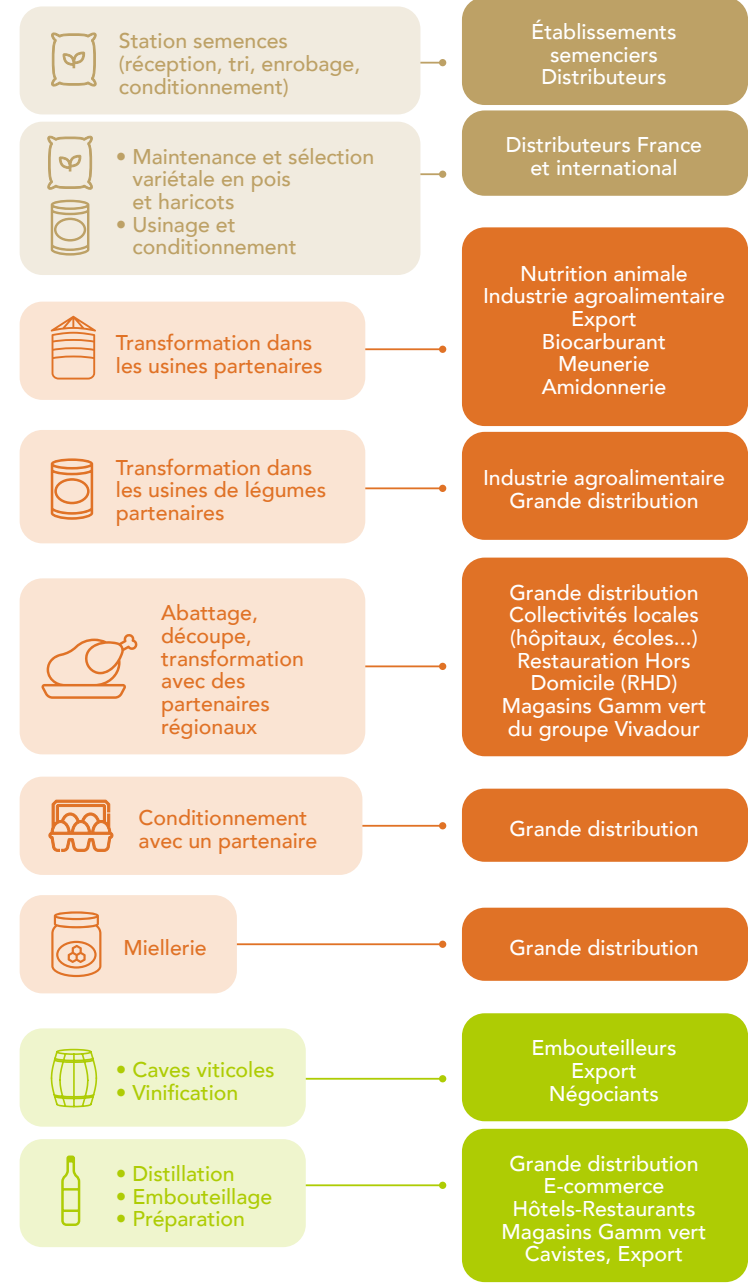 Station semences
(réception, tri, enrobage,
conditionnement)
Établissements
semenciers
Distributeurs
• Maintenance et sélection
variétale en pois
et haricots
• Usinage et
conditionnement
Distributeurs France
et international
Transformation dans
les usines partenaires
Nutrition animale
Industrie agroalimentaire
Export
Biocarburant
Meunerie
Amidonnerie
Transformation dans
les usines de légumes
partenaires
Industrie agroalimentaire
Grande distribution
Abattage,
découpe,
transformation
avec des
partenaires
régionaux
Grande distribution
Collectivités locales
(hôpitaux, écoles...)
Restauration Hors
Domicile (RHD)
Magasins Gamm vert
du groupe Vivadour
Conditionnement
avec un partenaire
Grande distribution
Miellerie
Grande distribution
• Caves viticoles
• Vinification
Embouteilleurs
Export
Négociants
• Distillation
• Embouteillage
• Préparation
Grande distribution
E-commerce
Hôtels-Restaurants
Magasins Gamm vert
Cavistes, Export